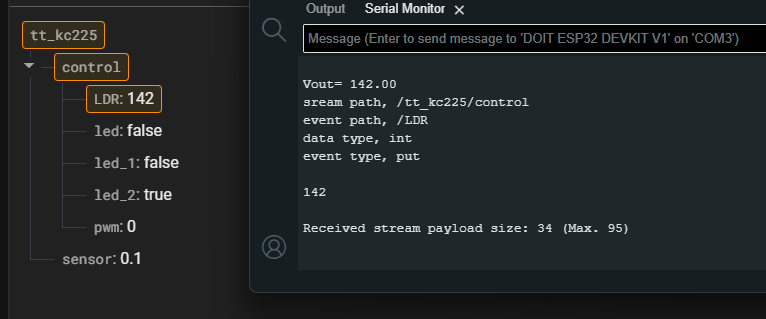 tt_kc225
control
LDR: 142
led: false
led_1: false
led_2: true
pwm: 0
sensor: 0.1
Output Serial Monitor
Message (Enter to send message to 'DOIT ESP32 DEVKIT V1' on 'COM3')
Vout= 142.00
sream path, /tt_kc225/control
event path, /LDR
data type, int
event type, put
142
Received stream payload size: 34 (Max. 95)